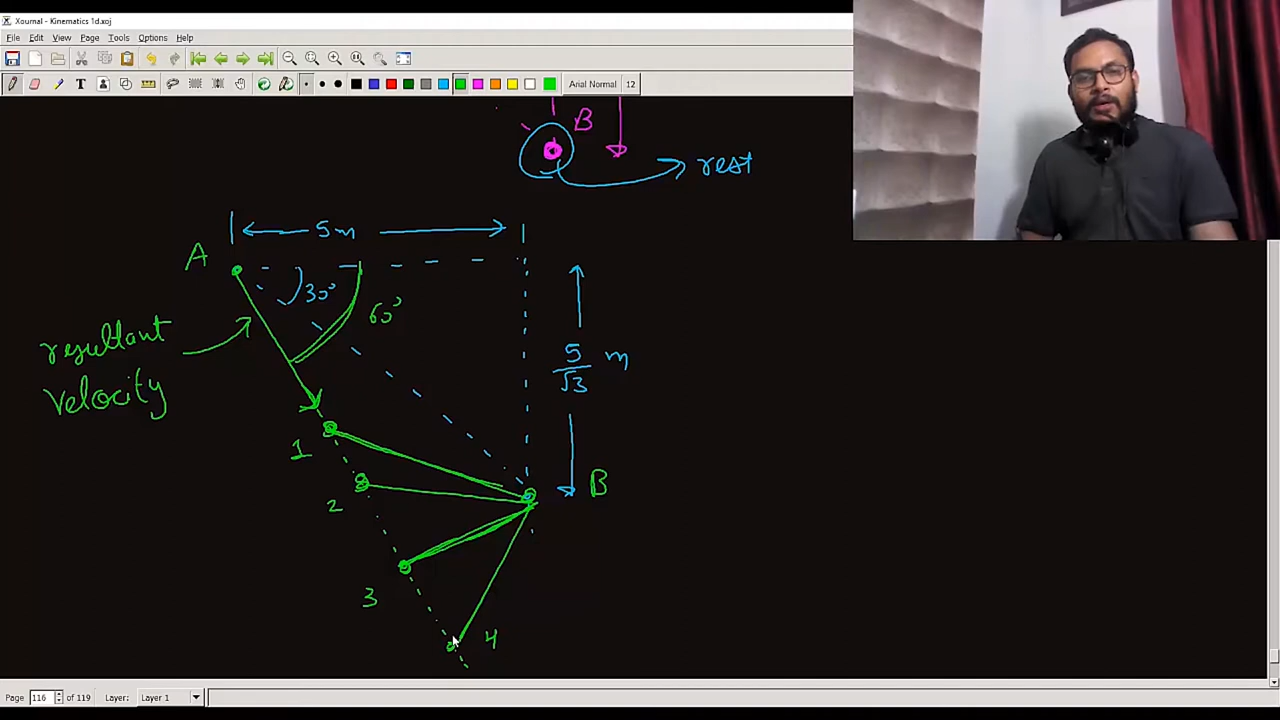 Xournal - Kinematics 1d.xoj
File Edit View Page Tools Options Help
Arial Normal 12
B
rest
5m
A
30°
60°
resultant
velocity
5/√3 m
1
B
2
3
4
Page 116 of 119 Layer: Layer 1